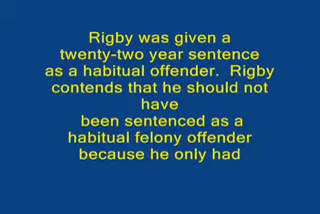 Rigby was given a
twenty-two year sentence
as a habitual offender.  Rigby
contends that he should not
have
been sentenced as a
habitual felony offender
because he only had